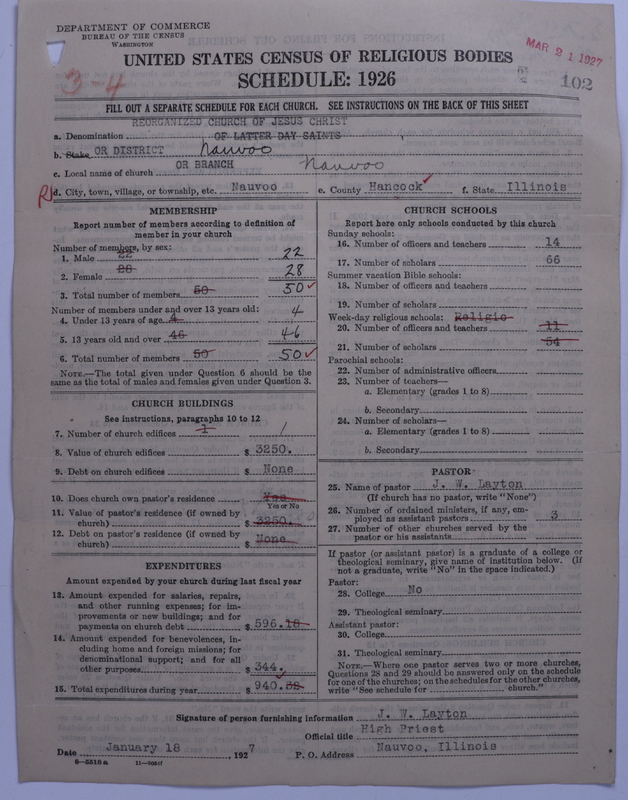 DEPARTMENT OF COMMERCE
BUREAU OF THE CENSUS
WASHINGTON
MAR 21 1927
UNITED STATES CENSUS OF RELIGIOUS BODIES
3-4
SCHEDULE: 1926
102
FILL OUT A SEPARATE SCHEDULE FOR EACH CHURCH. SEE INSTRUCTIONS ON THE BACK OF THIS SHEET
REORGANIZED CHURCH OF JESUS CHRIST
a. Denomination OF LATTER DAY SAINTS
b. Stake OR DISTRICT Nauvoo
OR BRANCH
c. Local name of church Nauvoo
d. City, town, village, or township, etc. Nauvoo e. County Hancock f. State Illinois
MEMBERSHIP
Report number of members according to definition of
member in your church
Number of members, by sex:
1. Male 22 22
2. Female 28 28
3. Total number of members 50 50
Number of members under and over 13 years old:
4. Under 13 years of age 4 4
5. 13 years old and over 46 46
6. Total number of members 50 50
NOTE.—The total given under Question 6 should be the
same as the total of males and females given under Question 3.
CHURCH BUILDINGS
See instructions, paragraphs 10 to 12
7. Number of church edifices 1 1
8. Value of church edifices $ 3250.
9. Debt on church edifices $ None
10. Does church own pastor's residence Yes
Yes or No
11. Value of pastor's residence (if owned by
church) $ 3250.
12. Debt on pastor's residence (if owned by
church) $ None
EXPENDITURES
Amount expended by your church during last fiscal year
13. Amount expended for salaries, repairs,
and other running expenses; for im-
provements or new buildings; and for
payments on church debt $ 596.18
14. Amount expended for benevolences, in-
cluding home and foreign missions; for
denominational support; and for all
other purposes $ 344.
15. Total expenditures during year $ 940.
CHURCH SCHOOLS
Report here only schools conducted by this church
Sunday schools:
16. Number of officers and teachers 14
17. Number of scholars 66
Summer vacation Bible schools:
18. Number of officers and teachers
19. Number of scholars
Week-day religious schools: Religio
20. Number of officers and teachers 11
21. Number of scholars 54
Parochial schools:
22. Number of administrative officers
23. Number of teachers—
a. Elementary (grades 1 to 8)
b. Secondary
24. Number of scholars—
a. Elementary (grades 1 to 8)
b. Secondary
PASTOR
25. Name of pastor J. W. Layton
(If church has no pastor, write "None")
26. Number of ordained ministers, if any, em-
ployed as assistant pastors 3
27. Number of other churches served by the
pastor or his assistants
If pastor (or assistant pastor) is a graduate of a college or
theological seminary, give name of institution below. (If
not a graduate, write "No" in the space indicated.)
Pastor:
28. College No
29. Theological seminary
Assistant pastor:
30. College
31. Theological seminary
NOTE.—Where one pastor serves two or more churches,
Questions 28 and 29 should be answered only on the schedule
for one of the churches; on the schedules for the other churches,
write "See schedule for church."
Signature of person furnishing information J. W. Layton
Official title High Priest
Date January 18, 1927 P. O. Address Nauvoo, Illinois